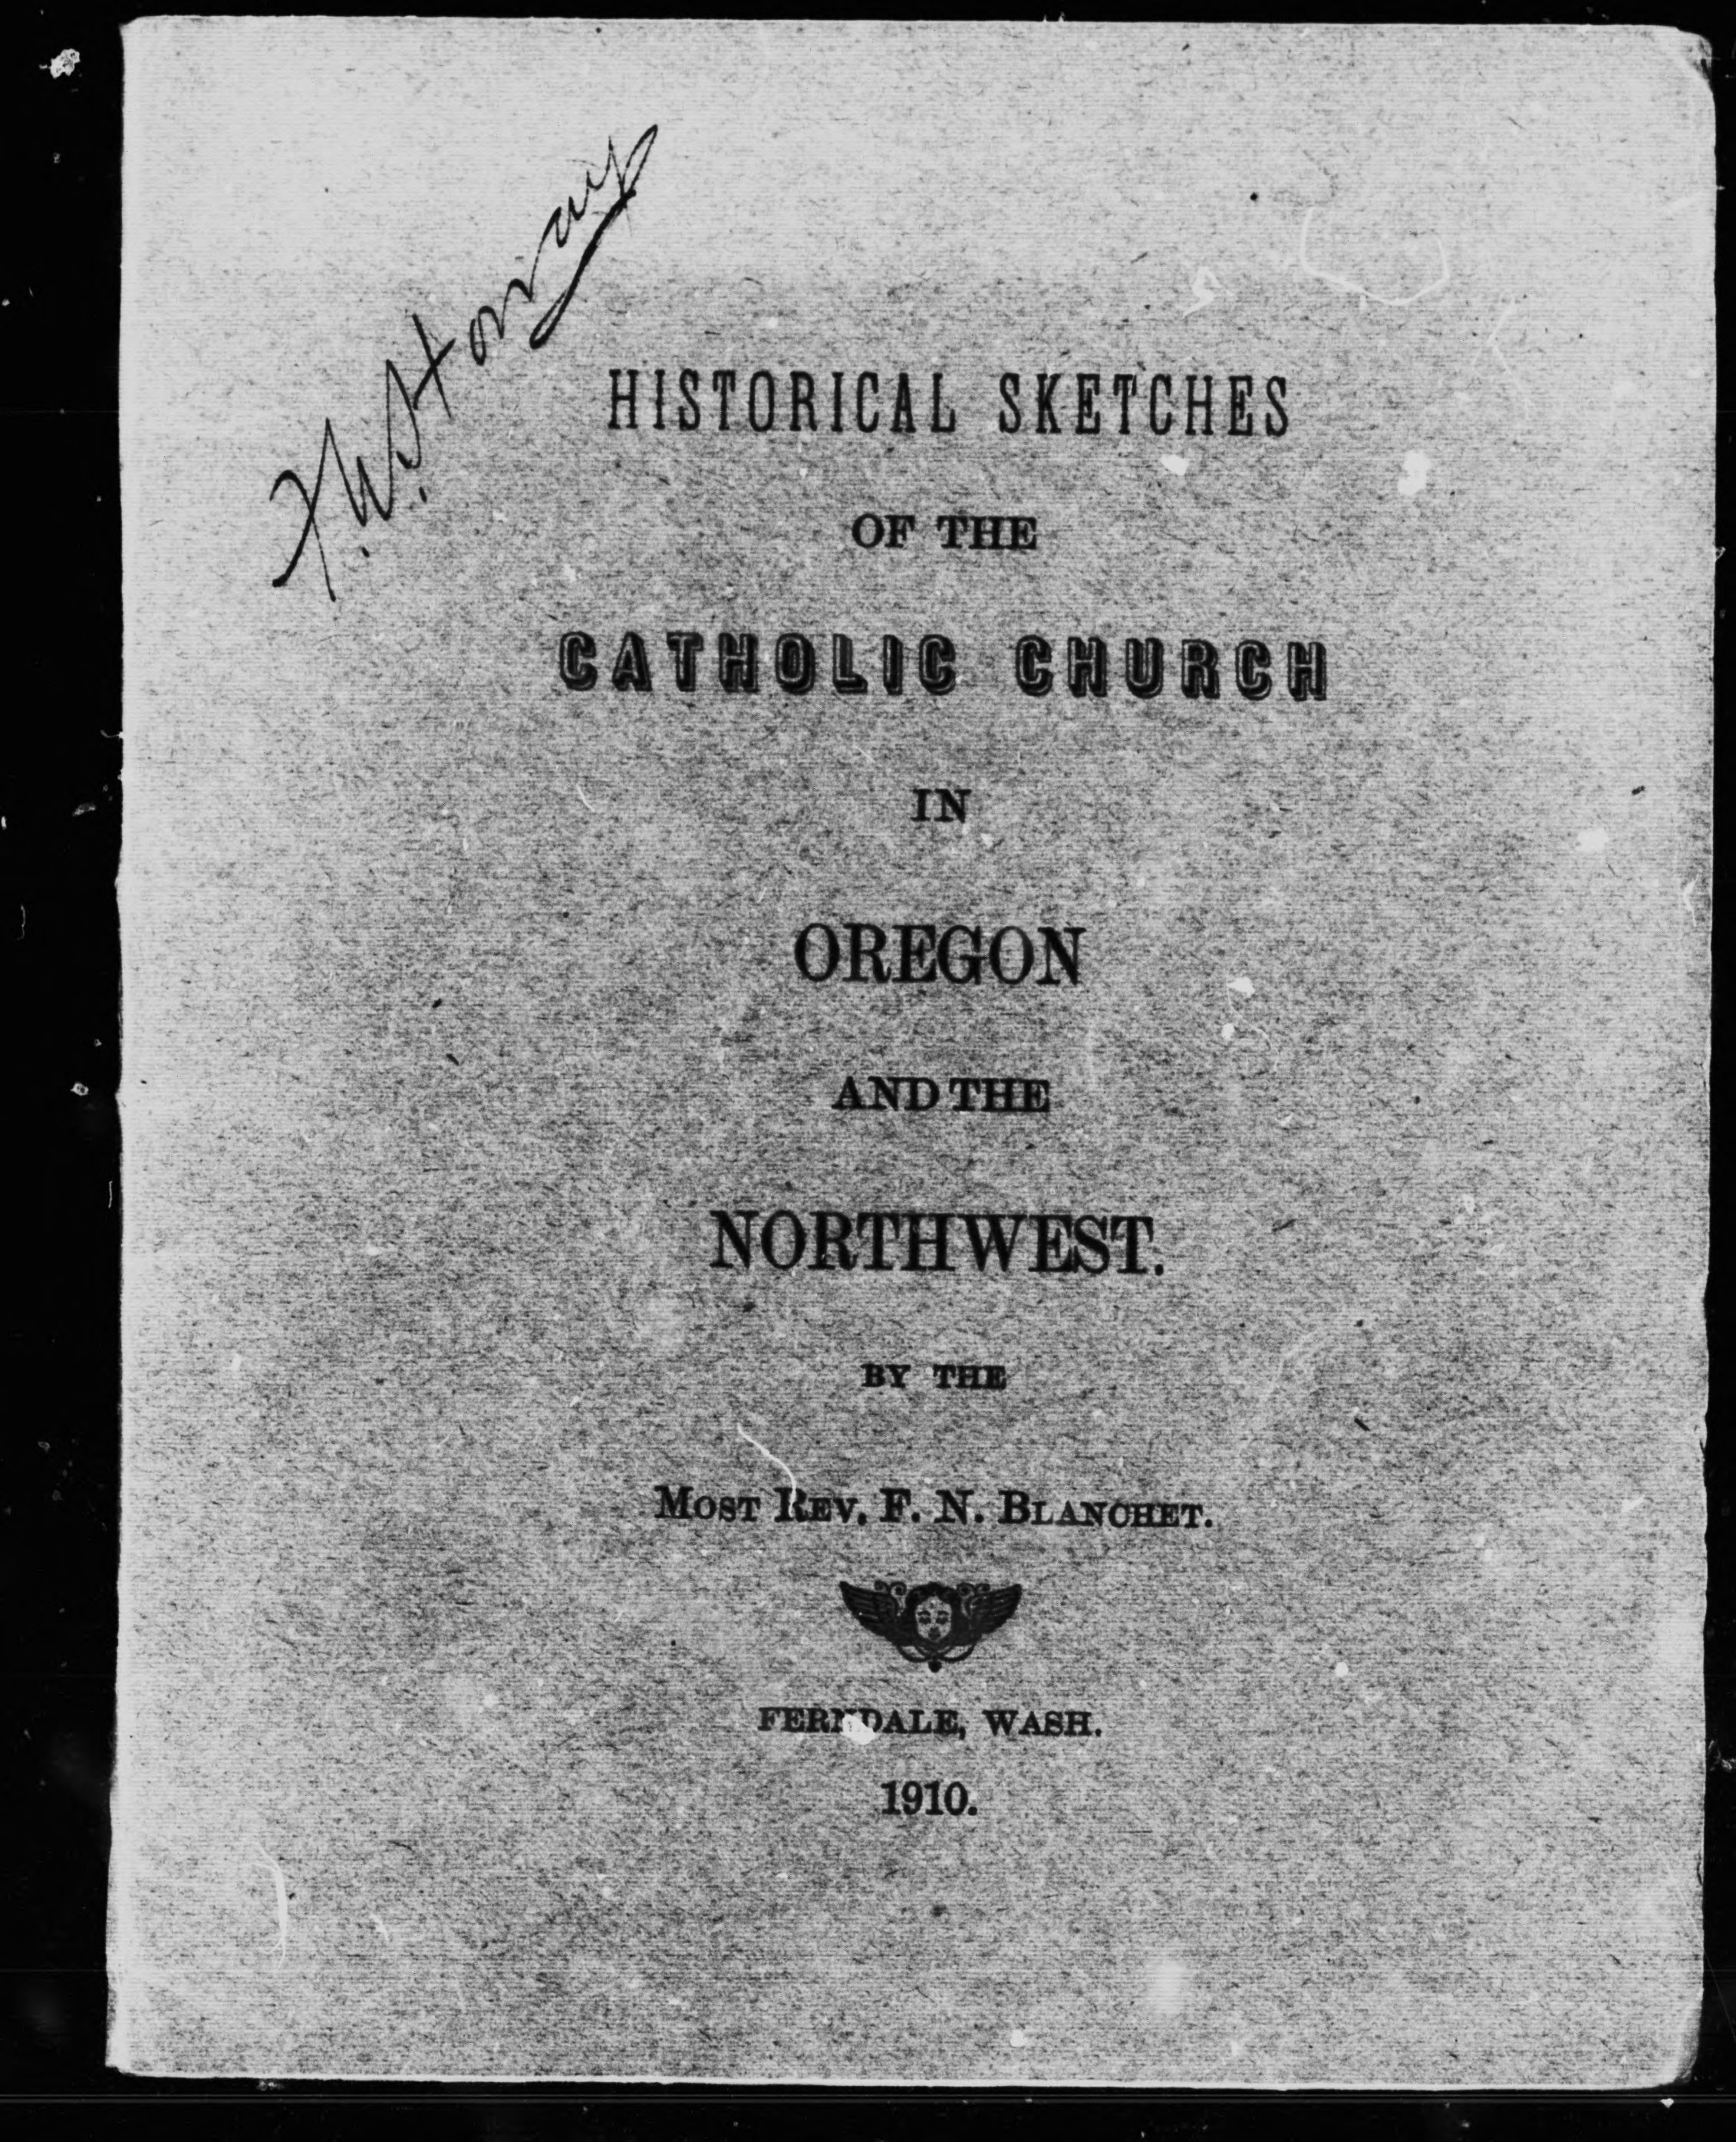 HISTORICAL SKETCHES
OF THE
CATHOLIC CHURCH
IN
OREGON
AND THE
NORTHWEST.
BY THE
MOST REV. F. N. BLANCHET.
FERNDALE, WASH.
1910.